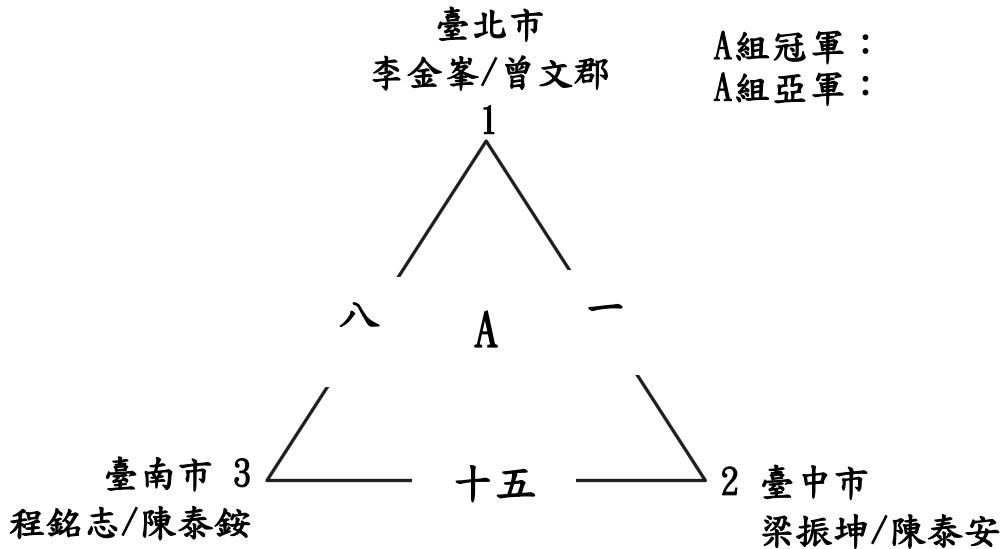 臺北市
李金峯/曾文郡
1
A組冠軍：
A組亞軍：
八
A
一
臺南市 3
程銘志/陳泰銨
十五
2 臺中市
梁振坤/陳泰安